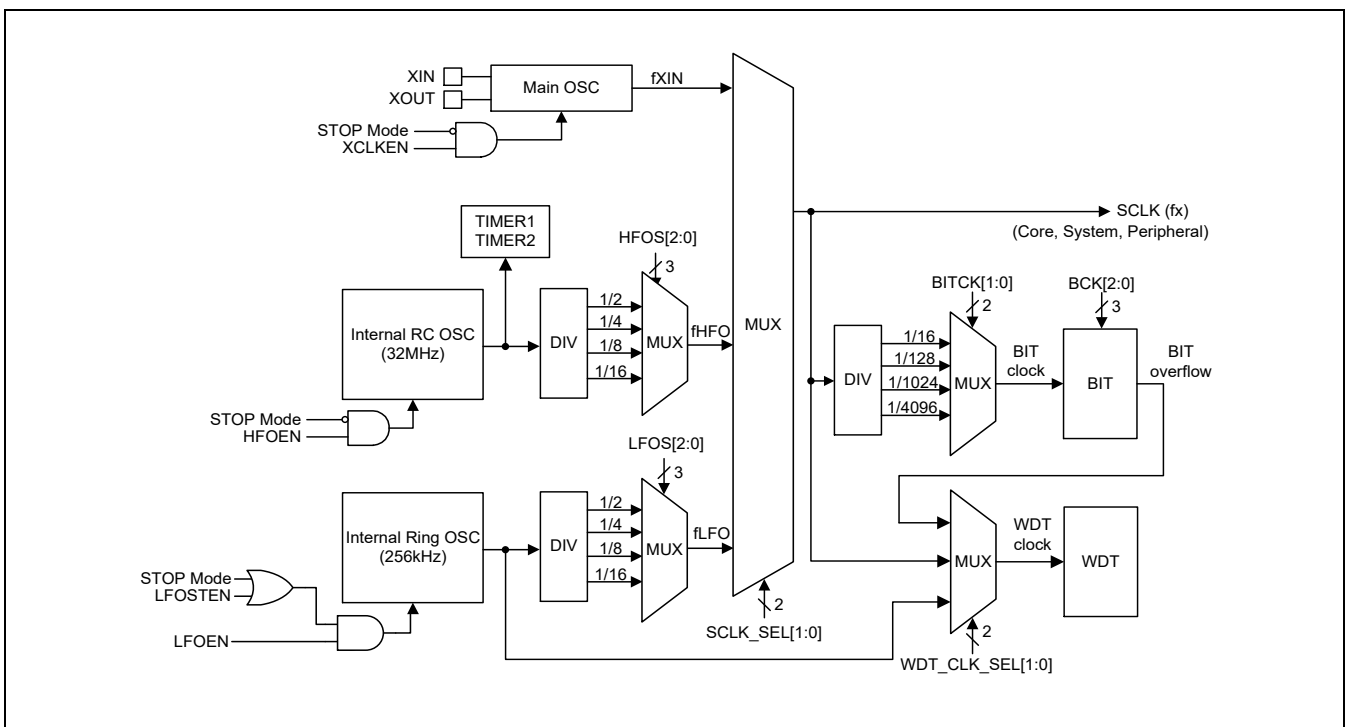 XIN
XOUT
Main OSC
fXIN
STOP Mode
XCLKEN
TIMER1
TIMER2
HFOS[2:0]
3
Internal RC OSC
(32MHz)
DIV
1/2
1/4
1/8
1/16
MUX
fHFO
STOP Mode
HFOEN
MUX
SCLK (fx)
(Core, System, Peripheral)
BITCK[1:0]
2
BCK[2:0]
3
DIV
1/16
1/128
1/1024
1/4096
MUX
BIT
clock
BIT
BIT
overflow
LFOS[2:0]
3
Internal Ring OSC
(256kHz)
DIV
1/2
1/4
1/8
1/16
MUX
fLFO
STOP Mode
LFOSTEN
LFOEN
2
SCLK_SEL[1:0]
MUX
WDT
clock
WDT
2
WDT_CLK_SEL[1:0]